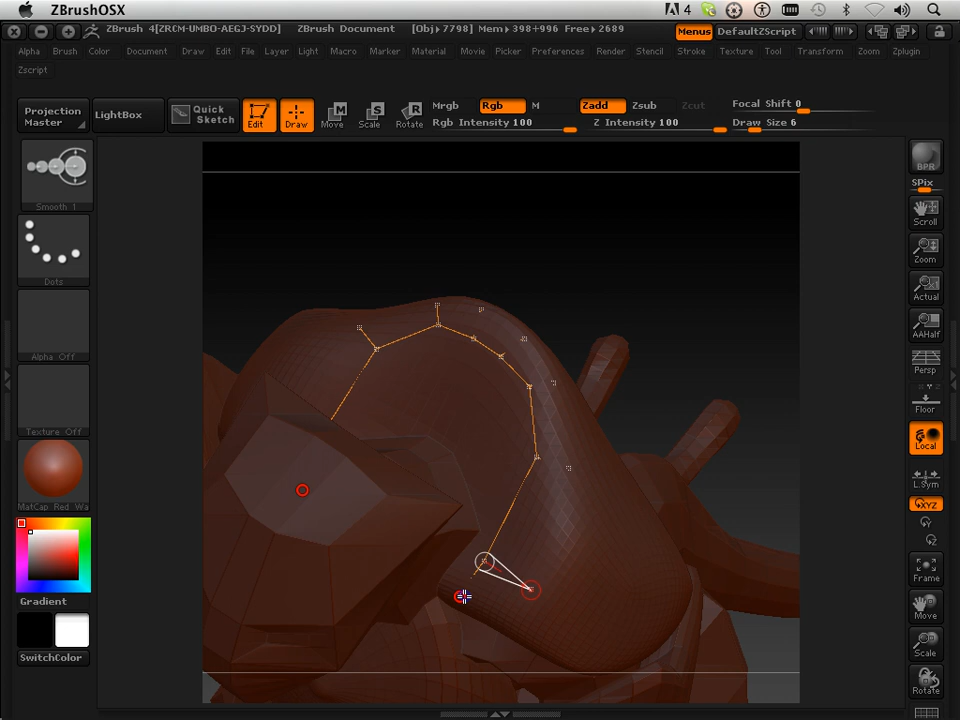 ZBrushOSX
4
ZBrush 4[ZRCM-UMBO-AEGJ-SYDD] ZBrush Document [Obj▸7798] Mem▸398+996 Free▸2689 Menus DefaultZScript
Alpha Brush Color Document Draw Edit File Layer Light Macro Marker Material Movie Picker Preferences Render Stencil Stroke Texture Tool Transform Zoom Zplugin
Zscript
Projection Master
LightBox
Quick Sketch
Edit
Draw
Move
Scale
Rotate
Mrgb Rgb M Zadd Zsub Zcut Focal Shift 0
Rgb Intensity 100 Z Intensity 100 Draw Size 6
Smooth 1
Dots
Alpha Off
Texture Off
MatCap Red Wa
Gradient
SwitchColor
BPR
SPix
Scroll
Zoom
Actual
AAHalf
Persp
Floor
Local
L.Sym
XYZ
Y
Z
Frame
Move
Scale
Rotate